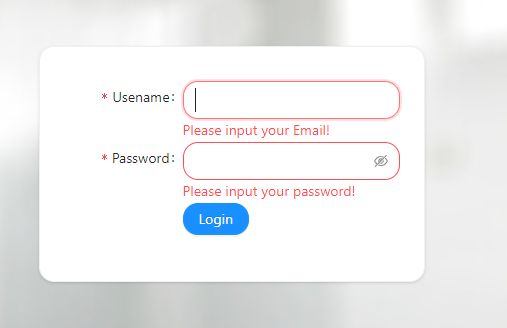 * Usename:
Please input your Email!
* Password:
Please input your password!
Login